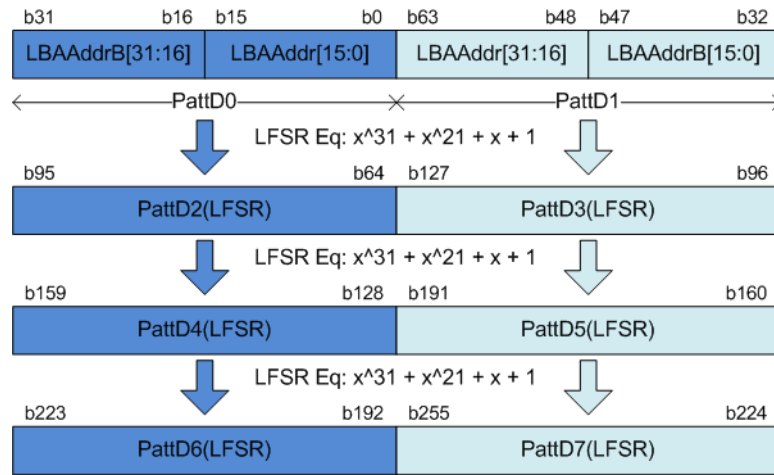 b31 b16 b15 b0 b63 b48 b47 b32
LBAAddrB[31:16] LBAAddr[15:0] LBAAddr[31:16] LBAAddrB[15:0]
PattD0 PattD1
LFSR Eq: x^31 + x^21 + x + 1
b95 b64 b127 b96
PattD2(LFSR) PattD3(LFSR)
LFSR Eq: x^31 + x^21 + x + 1
b159 b128 b191 b160
PattD4(LFSR) PattD5(LFSR)
LFSR Eq: x^31 + x^21 + x + 1
b223 b192 b255 b224
PattD6(LFSR) PattD7(LFSR)